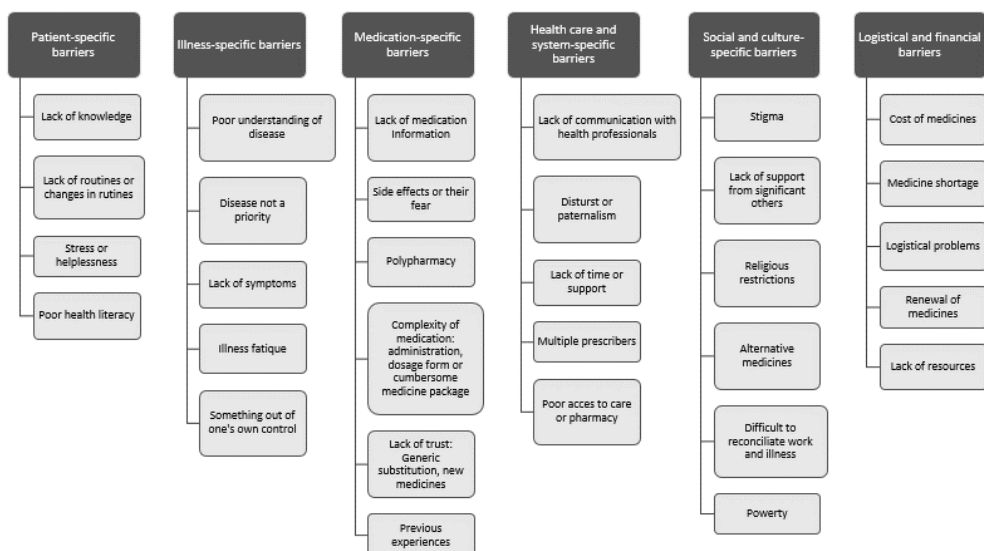 Patient-specific
barriers
Lack of knowledge
Lack of routines or
changes in rutines
Stress or
helplessness
Poor health literacy
Illness-specific barriers
Poor understanding of
disease
Disease not a
priority
Lack of symptoms
Illness fatique
Something out of
one's own control
Medication-specific
barriers
Lack of medication
Information
Side effects or their
fear
Polypharmacy
Complexity of
medication:
administration,
dosage form or
cumbersome
medicine package
Lack of trust:
Generic
substitution, new
medicines
Previous
experiences
Health care and
system-specific
barriers
Lack of communication with
health professionals
Disturst or
paternalism
Lack of time or
support
Multiple prescribers
Poor acces to care
or pharmacy
Social and culture-
specific barriers
Stigma
Lack of support
from significant
others
Religious
restrictions
Alternative
medicines
Difficult to
reconciliate work
and illness
Powerty
Logistical and financial
barriers
Cost of medicines
Medicine shortage
Logistical problems
Renewal of
medicines
Lack of resources